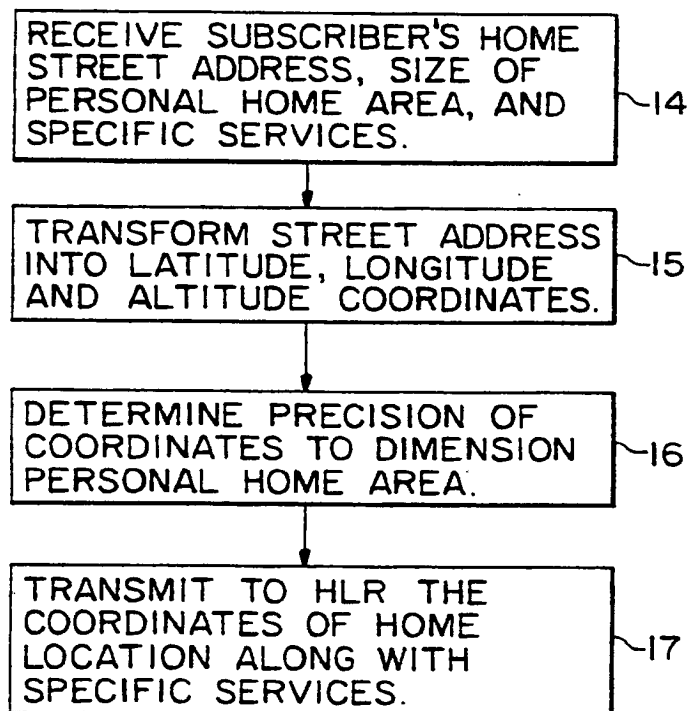 RECEIVE SUBSCRIBER'S HOME
STREET ADDRESS, SIZE OF
PERSONAL HOME AREA, AND
SPECIFIC SERVICES.
14
TRANSFORM STREET ADDRESS
INTO LATITUDE, LONGITUDE
AND ALTITUDE COORDINATES.
15
DETERMINE PRECISION OF
COORDINATES TO DIMENSION
PERSONAL HOME AREA.
16
TRANSMIT TO HLR THE
COORDINATES OF HOME
LOCATION ALONG WITH
SPECIFIC SERVICES.
17